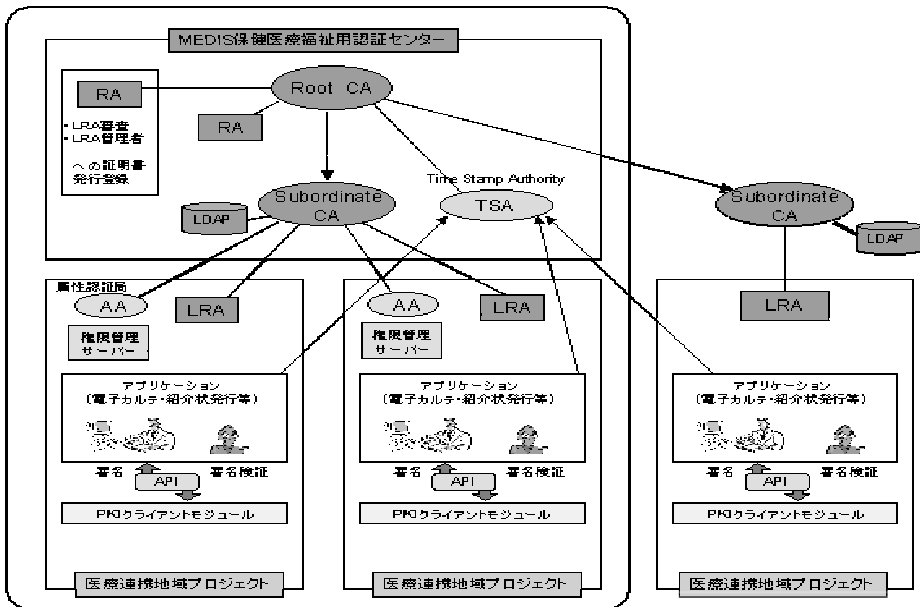 MEDIS保健医療福祉用認証センター
RA
・LRA審査
・LRA管理者
への証明書
発行登録
Root CA
RA
Time Stamp Authority
Subordinate
CA
LDAP
TSA
Subordinate
CA
LDAP
属性認証局
AA
LRA
権限管理
サーバー
AA
LRA
権限管理
サーバー
LRA
アプリケーション
(電子カルテ・紹介状発行等)
署名
署名検証
API
PKIクライアントモジュール
医療連携地域プロジェクト
アプリケーション
(電子カルテ・紹介状発行等)
署名
署名検証
API
PKIクライアントモジュール
医療連携地域プロジェクト
アプリケーション
(電子カルテ・紹介状発行等)
署名
署名検証
API
PKIクライアントモジュール
医療連携地域プロジェクト